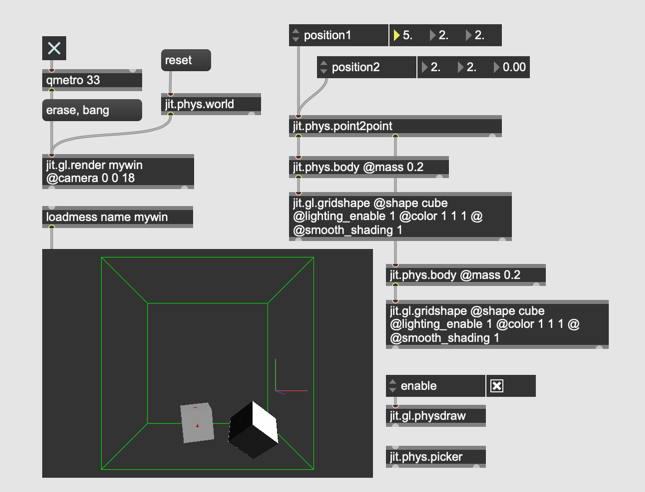 reset
qmetro 33
erase, bang
jit.phys.world
jit.gl.render mywin
@camera 0 0 18
loadmess name mywin
position1 5. 2. 2.
position2 2. 2. 0.00
jit.phys.point2point
jit.phys.body @mass 0.2
jit.gl.gridshape @shape cube
@lighting_enable 1 @color 1 1 1 @
@smooth_shading 1
jit.phys.body @mass 0.2
jit.gl.gridshape @shape cube
@lighting_enable 1 @color 1 1 1 @
@smooth_shading 1
enable
jit.gl.physdraw
jit.phys.picker